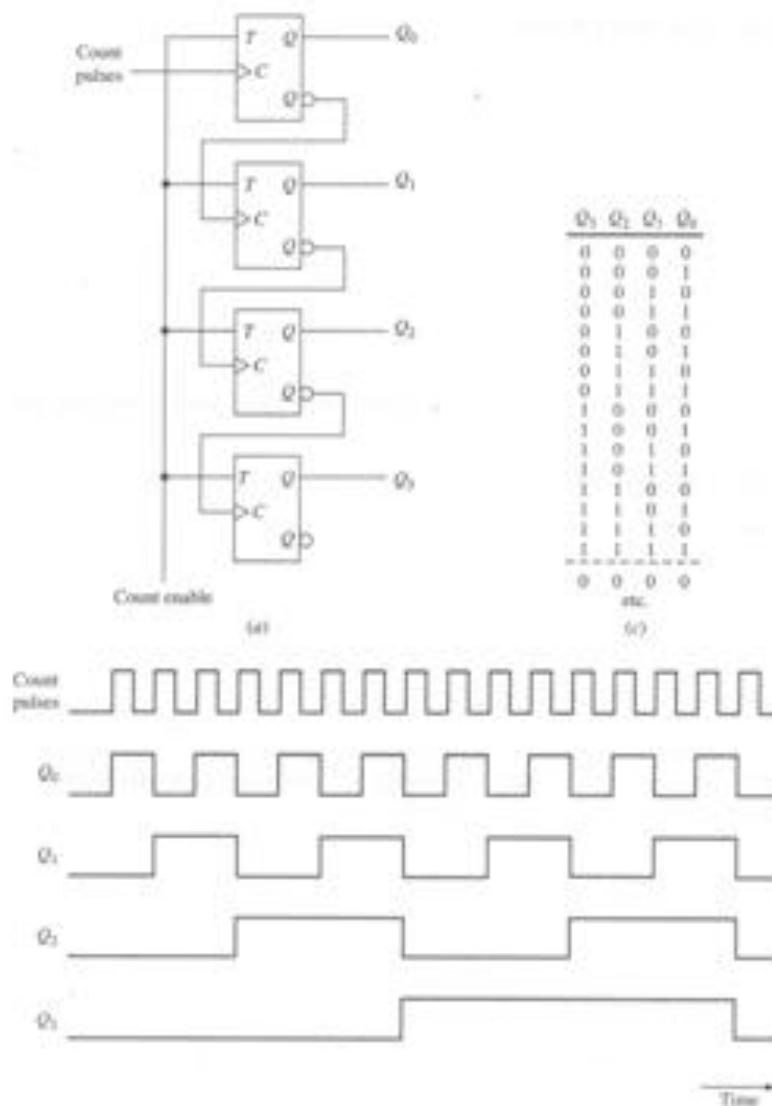 T Q Q₀
Count
pulses
C
Q
T Q Q₁
C
Q
T Q Q₂
C
Q
T Q Q₃
C
Q
Count enable
(a)
Q₃ Q₂ Q₁ Q₀
0 0 0 0
0 0 0 1
0 0 1 0
0 0 1 1
0 1 0 0
0 1 0 1
0 1 1 0
0 1 1 1
1 0 0 0
1 0 0 1
1 0 1 0
1 0 1 1
1 1 0 0
1 1 0 1
1 1 1 0
1 1 1 1
0 0 0 0
etc.
(c)
Count
pulses
Q₀
Q₁
Q₂
Q₃
Time